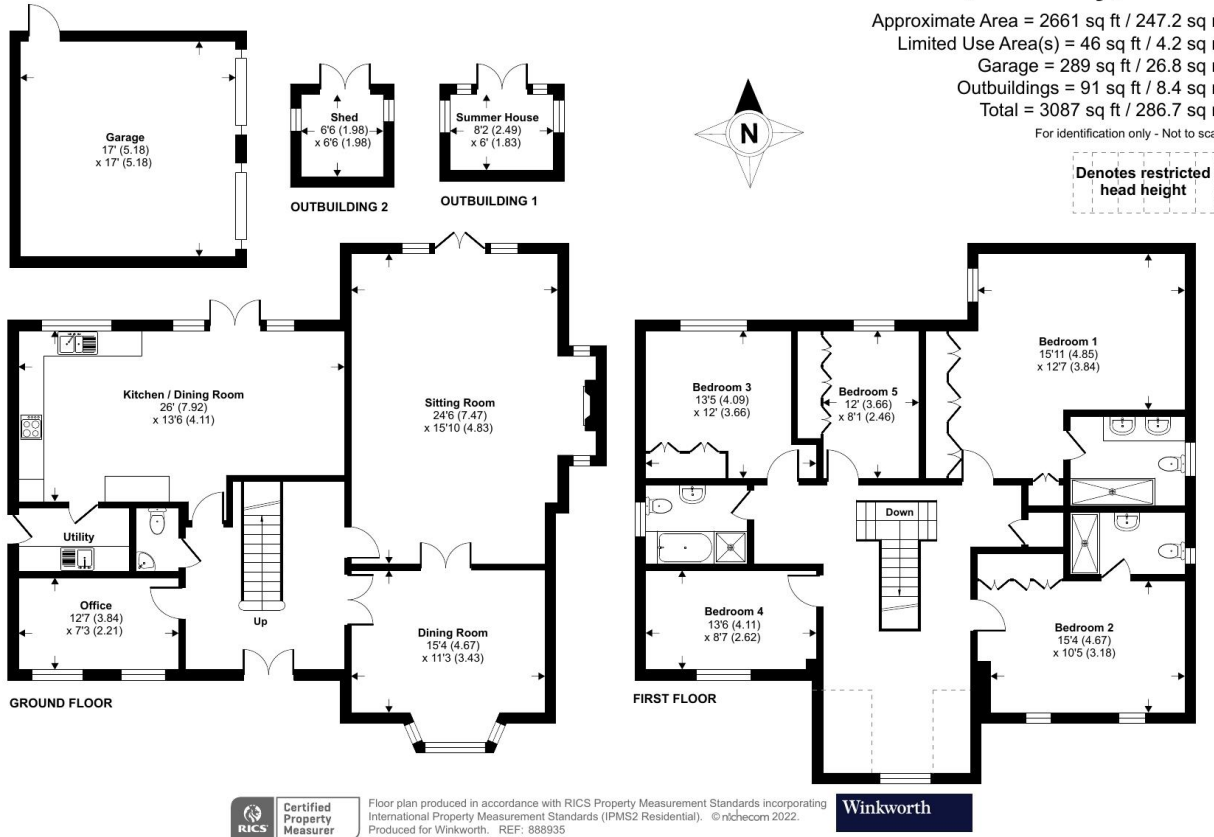 Approximate Area = 2661 sq ft / 247.2 sq
Limited Use Area(s) = 46 sq ft / 4.2 sq
Garage = 289 sq ft / 26.8 sq
Outbuildings = 91 sq ft / 8.4 sq
Total = 3087 sq ft / 286.7 sq
For identification only - Not to
Denotes restricted
head height
N
Garage
17' (5.18)
x 17' (5.18)
Shed
6'6 (1.98)
x 6'6 (1.98)
OUTBUILDING 2
Summer House
8'2 (2.49)
x 6' (1.83)
OUTBUILDING 1
Kitchen / Dining Room
26' (7.92)
x 13'6 (4.11)
Sitting Room
24'6 (7.47)
x 15'10 (4.83)
Utility
Office
12'7 (3.84)
x 7'3 (2.21)
Up
Dining Room
15'4 (4.67)
x 11'3 (3.43)
GROUND FLOOR
Bedroom 3
13'5 (4.09)
x 12' (3.66)
Bedroom 5
12' (3.66)
x 8'1 (2.46)
Bedroom 1
15'11 (4.85)
x 12'7 (3.84)
Down
Bedroom 4
13'6 (4.11)
x 8'7 (2.62)
Bedroom 2
15'4 (4.67)
x 10'5 (3.18)
FIRST FLOOR
RICS
Certified
Property
Measurer
Floor plan produced in accordance with RICS Property Measurement Standards incorporating
International Property Measurement Standards (IPMS2 Residential). © nichecom 2022.
Produced for Winkworth. REF: 888935
Winkworth